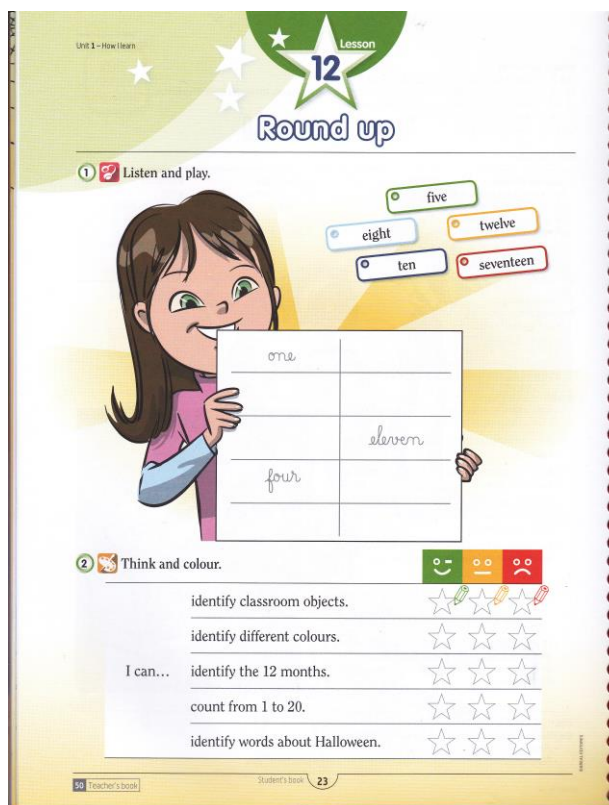 Unit 1 – How I learn
Lesson
12
Round up
1 Listen and play.
five
eight
twelve
ten
seventeen
one
eleven
four
2 Think and colour.
I can...
identify classroom objects.
identify different colours.
identify the 12 months.
count from 1 to 20.
identify words about Halloween.
50 Teacher's book
Student's book 23